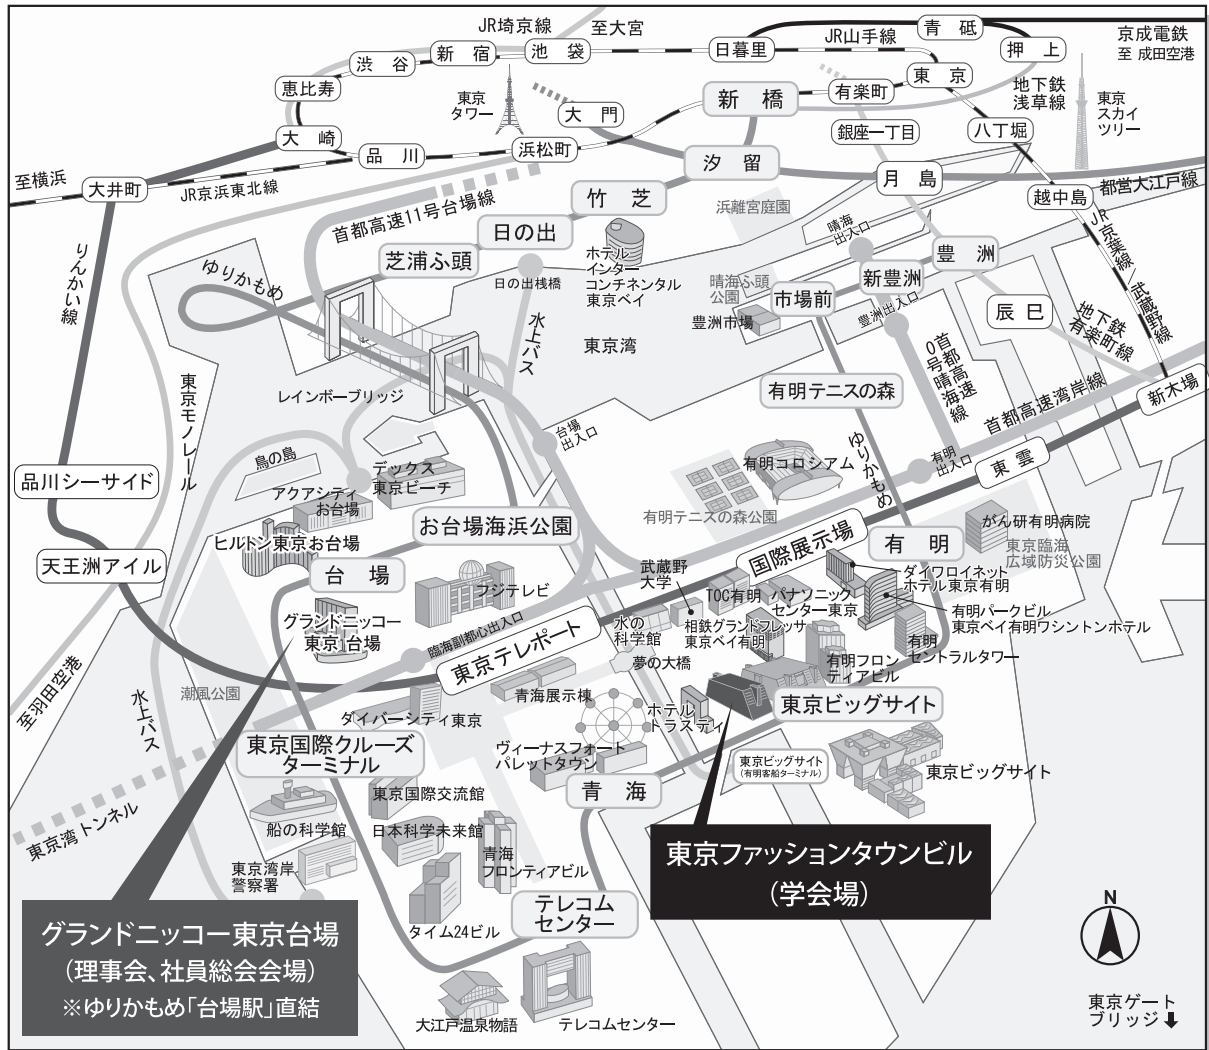 JR埼京線
至大宮
青砥
京成電鉄
至 成田空港
新宿
池袋
日暮里
JR山手線
押上
渋谷
恵比寿
東京
タワー
大門
新橋
有楽町
東京
地下鉄
浅草線
東京
スカイ
ツリー
大崎
品川
浜松町
汐留
銀座一丁目
八丁堀
至横浜
大井町
JR京浜東北線
首都高速11号台場線
竹芝
浜離宮庭園
月島
越中島
都営大江戸線
りんかい線
ゆりかもめ
芝浦ふ頭
日の出
日の出桟橋
ホテル
インター
コンチネンタル
東京ベイ
晴海
出入口
豊洲
新豊洲
JR京葉線/武蔵野線
晴海ふ頭
公園
市場前
豊洲市場
豊洲出入口
辰巳
地下鉄
有楽町線
水上バス
東京湾
首都高速
0号晴海線
東京モノレール
レインボーブリッジ
有明テニスの森
首都高速湾岸線
新木場
台場
出入口
ゆりかもめ
有明
出入口
東雲
品川シーサイド
鳥の島
デックス
東京ビーチ
アクアシティ
お台場
有明コロシアム
有明テニスの森公園
お台場海浜公園
ヒルトン東京お台場
天王洲アイル
台場
国際展示場
有明
がん研有明病院
東京臨海
広域防災公園
フジテレビ
武蔵野
大学
TOC有明
パナソニック
センター東京
ダイワロイネット
ホテル東京有明
グランドニッコー
東京 台場
臨海副都心出入口
東京テレポート
水の
科学館
相鉄グランドフレッサ
東京ベイ有明
有明パークビル
東京ベイ有明ワシントンホテル
有明
セントラルタワー
夢の大橋
有明フロン
ティアビル
至羽田空港
水上バス
潮風公園
青海展示棟
ダイバーシティ東京
ホテル
トラスティ
東京ビッグサイト
東京国際クルーズ
ターミナル
ヴィーナスフォート
パレットタウン
青海
東京ビッグサイト
(有明客船ターミナル)
東京ビッグサイト
東京湾トンネル
船の科学館
東京国際交流館
日本科学未来館
青海
フロンティアビル
東京ファッションタウンビル
(学会場)
東京湾岸
警察署
テレコム
センター
タイム24ビル
グランドニッコー東京台場
(理事会、社員総会会場)
※ゆりかもめ「台場駅」直結
大江戸温泉物語
テレコムセンター
N
東京ゲート
ブリッジ